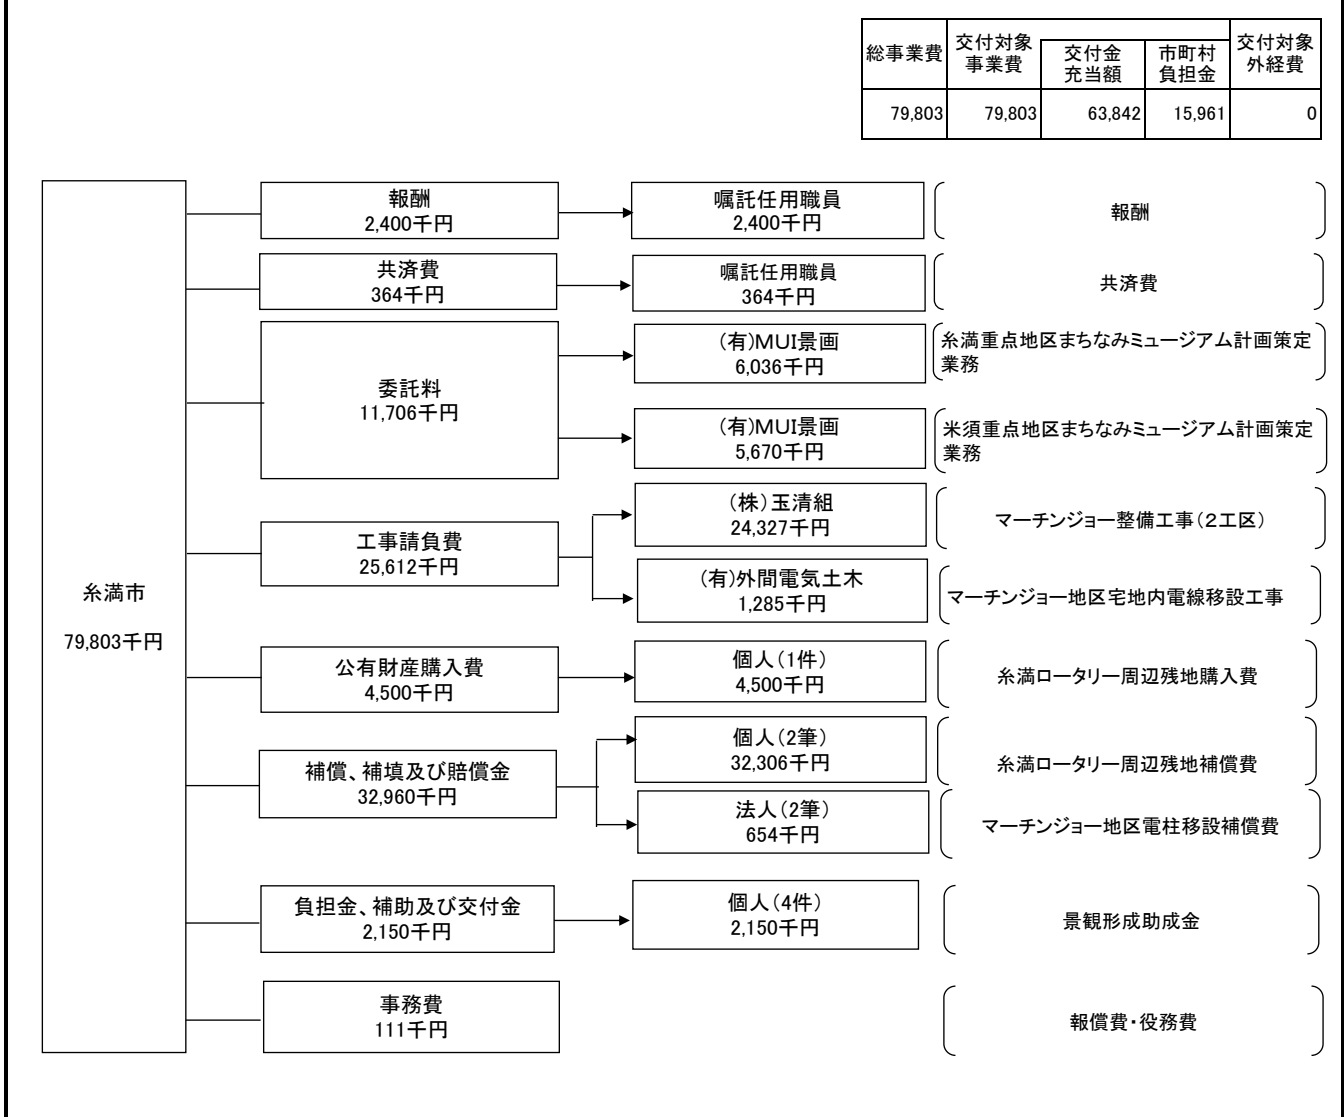 総事業費
交付対象
事業費
交付金
充当額
市町村
負担金
交付対象
外経費
79,803
79,803
63,842
15,961
0
糸満市
79,803千円
報酬
2,400千円
嘱託任用職員
2,400千円
報酬
共済費
364千円
嘱託任用職員
364千円
共済費
委託料
11,706千円
(有)MUI景画
6,036千円
糸満重点地区まちなみミュージアム計画策定
業務
(有)MUI景画
5,670千円
米須重点地区まちなみミュージアム計画策定
業務
工事請負費
25,612千円
(株)玉清組
24,327千円
マーチンジョー整備工事(2工区)
(有)外間電気土木
1,285千円
マーチンジョー地区宅地内電線移設工事
公有財産購入費
4,500千円
個人(1件)
4,500千円
糸満ロータリー周辺残地購入費
補償、補填及び賠償金
32,960千円
個人(2筆)
32,306千円
糸満ロータリー周辺残地補償費
法人(2筆)
654千円
マーチンジョー地区電柱移設補償費
負担金、補助及び交付金
2,150千円
個人(4件)
2,150千円
景観形成助成金
事務費
111千円
報償費・役務費